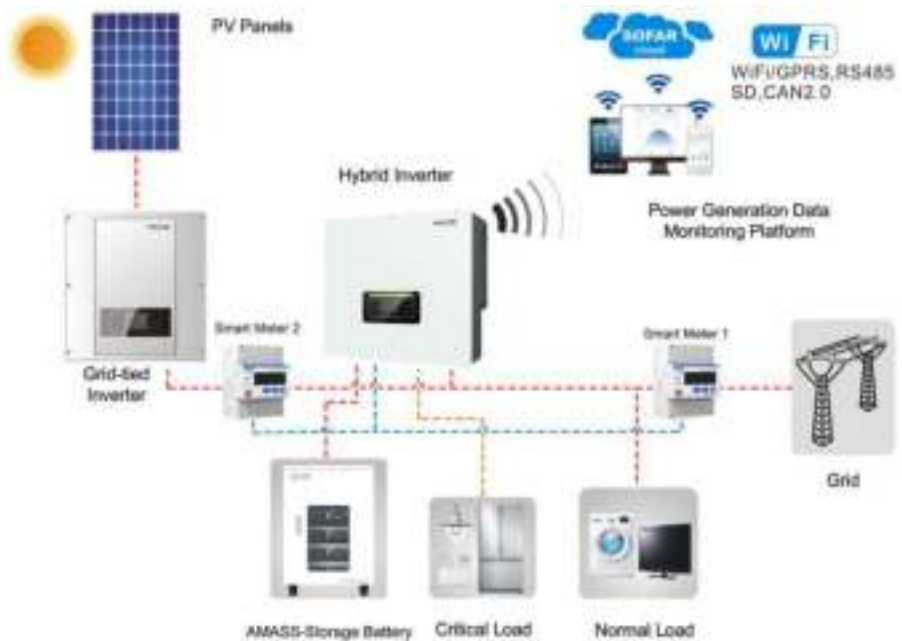 PV Panels
SOFAR
cloud
Wi Fi
WiFi/GPRS,RS485
SD,CAN2.0
Hybrid Inverter
Power Generation Data
Monitoring Platform
Smart Meter 2
Smart Meter 1
Grid-tied
Inverter
Grid
AMASS-Storage Battery
Critical Load
Normal Load